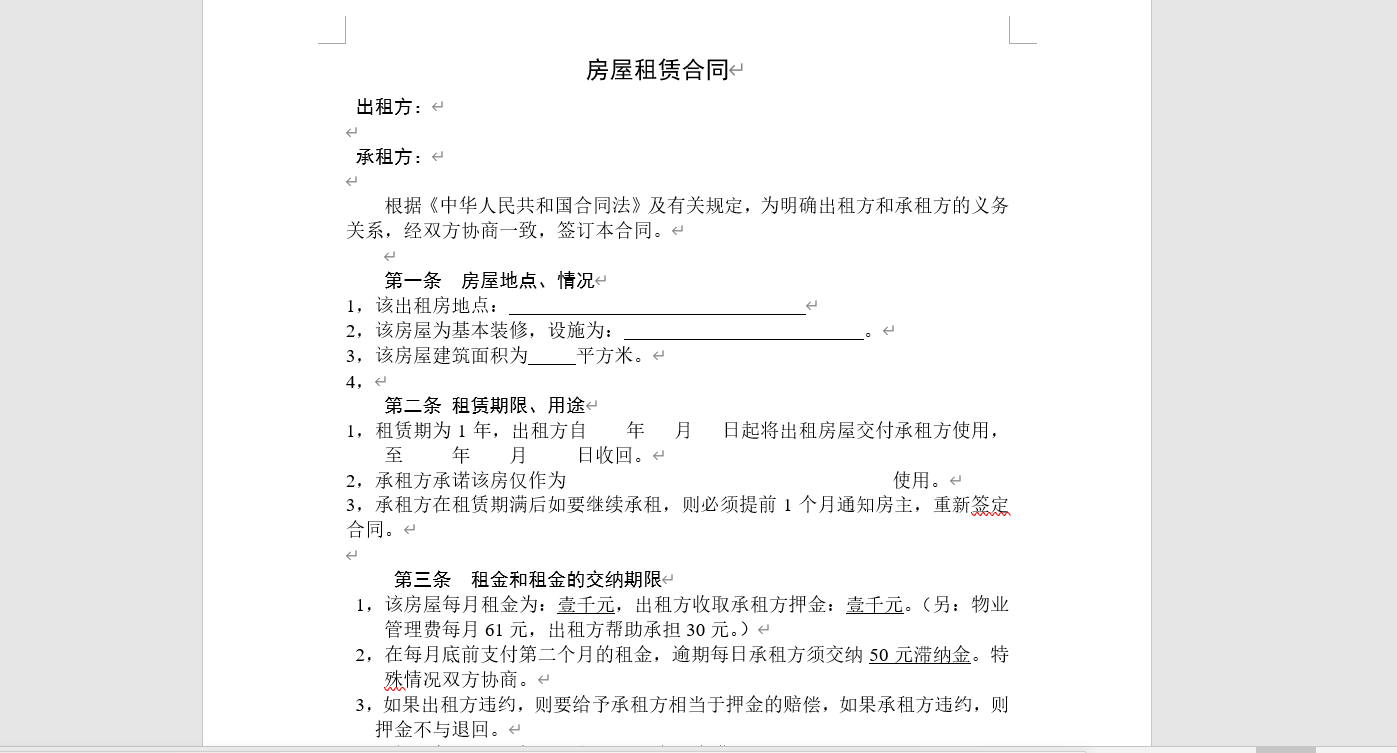 房屋租赁合同
出租方：
承租方：
根据《中华人民共和国合同法》及有关规定，为明确出租方和承租方的义务
关系，经双方协商一致，签订本合同。
第一条 房屋地点、情况
1，该出租房地点：_______________________________
2，该房屋为基本装修，设施为：_________________________。
3，该房屋建筑面积为_____平方米。
4，
第二条 租赁期限、用途
1，租赁期为 1 年，出租方自 年 月 日起将出租房屋交付承租方使用，
至 年 月 日收回。
2，承租方承诺该房仅作为 使用。
3，承租方在租赁期满后如要继续承租，则必须提前 1 个月通知房主，重新签定
合同。
第三条 租金和租金的交纳期限
1，该房屋每月租金为：壹千元，出租方收取承租方押金：壹千元。（另：物业
管理费每月 61 元，出租方帮助承担 30 元。）
2，在每月底前支付第二个月的租金，逾期每日承租方须交纳 50 元滞纳金。特
殊情况双方协商。
3，如果出租方违约，则要给予承租方相当于押金的赔偿，如果承租方违约，则
押金不与退回。